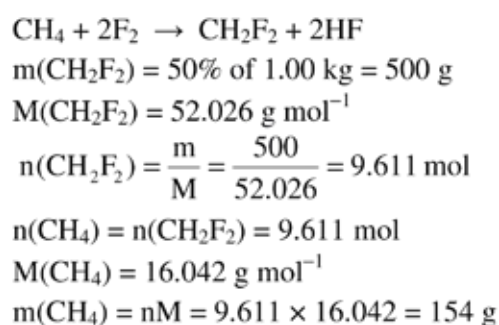 CH₄ + 2F₂ → CH₂F₂ + 2HF
m(CH₂F₂) = 50% of 1.00 kg = 500 g
M(CH₂F₂) = 52.026 g mol⁻¹
n(CH₂F₂) = m/M = 500/52.026 = 9.611 mol
n(CH₄) = n(CH₂F₂) = 9.611 mol
M(CH₄) = 16.042 g mol⁻¹
m(CH₄) = nM = 9.611 × 16.042 = 154 g